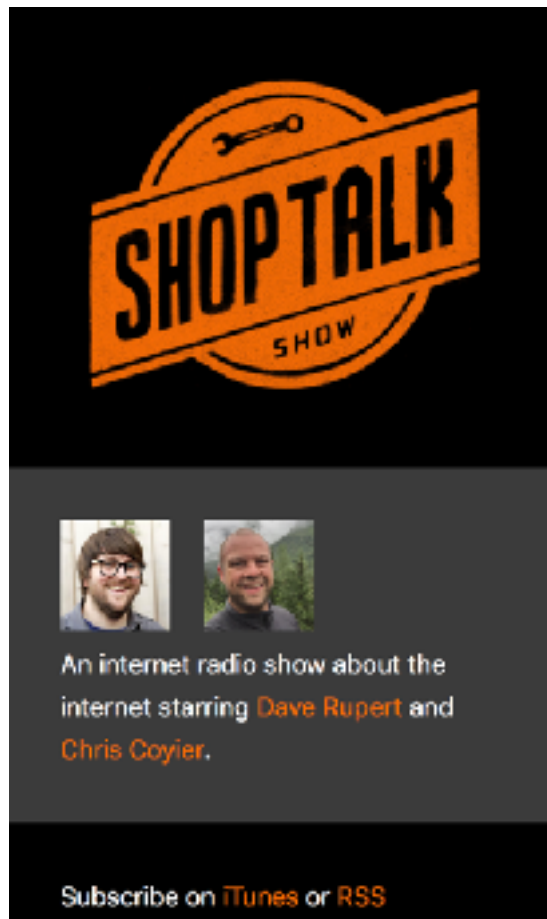 SHOP TALK
SHOW
An internet radio show about the
internet starring Dave Rupert and
Chris Coyier.
Subscribe on iTunes or RSS